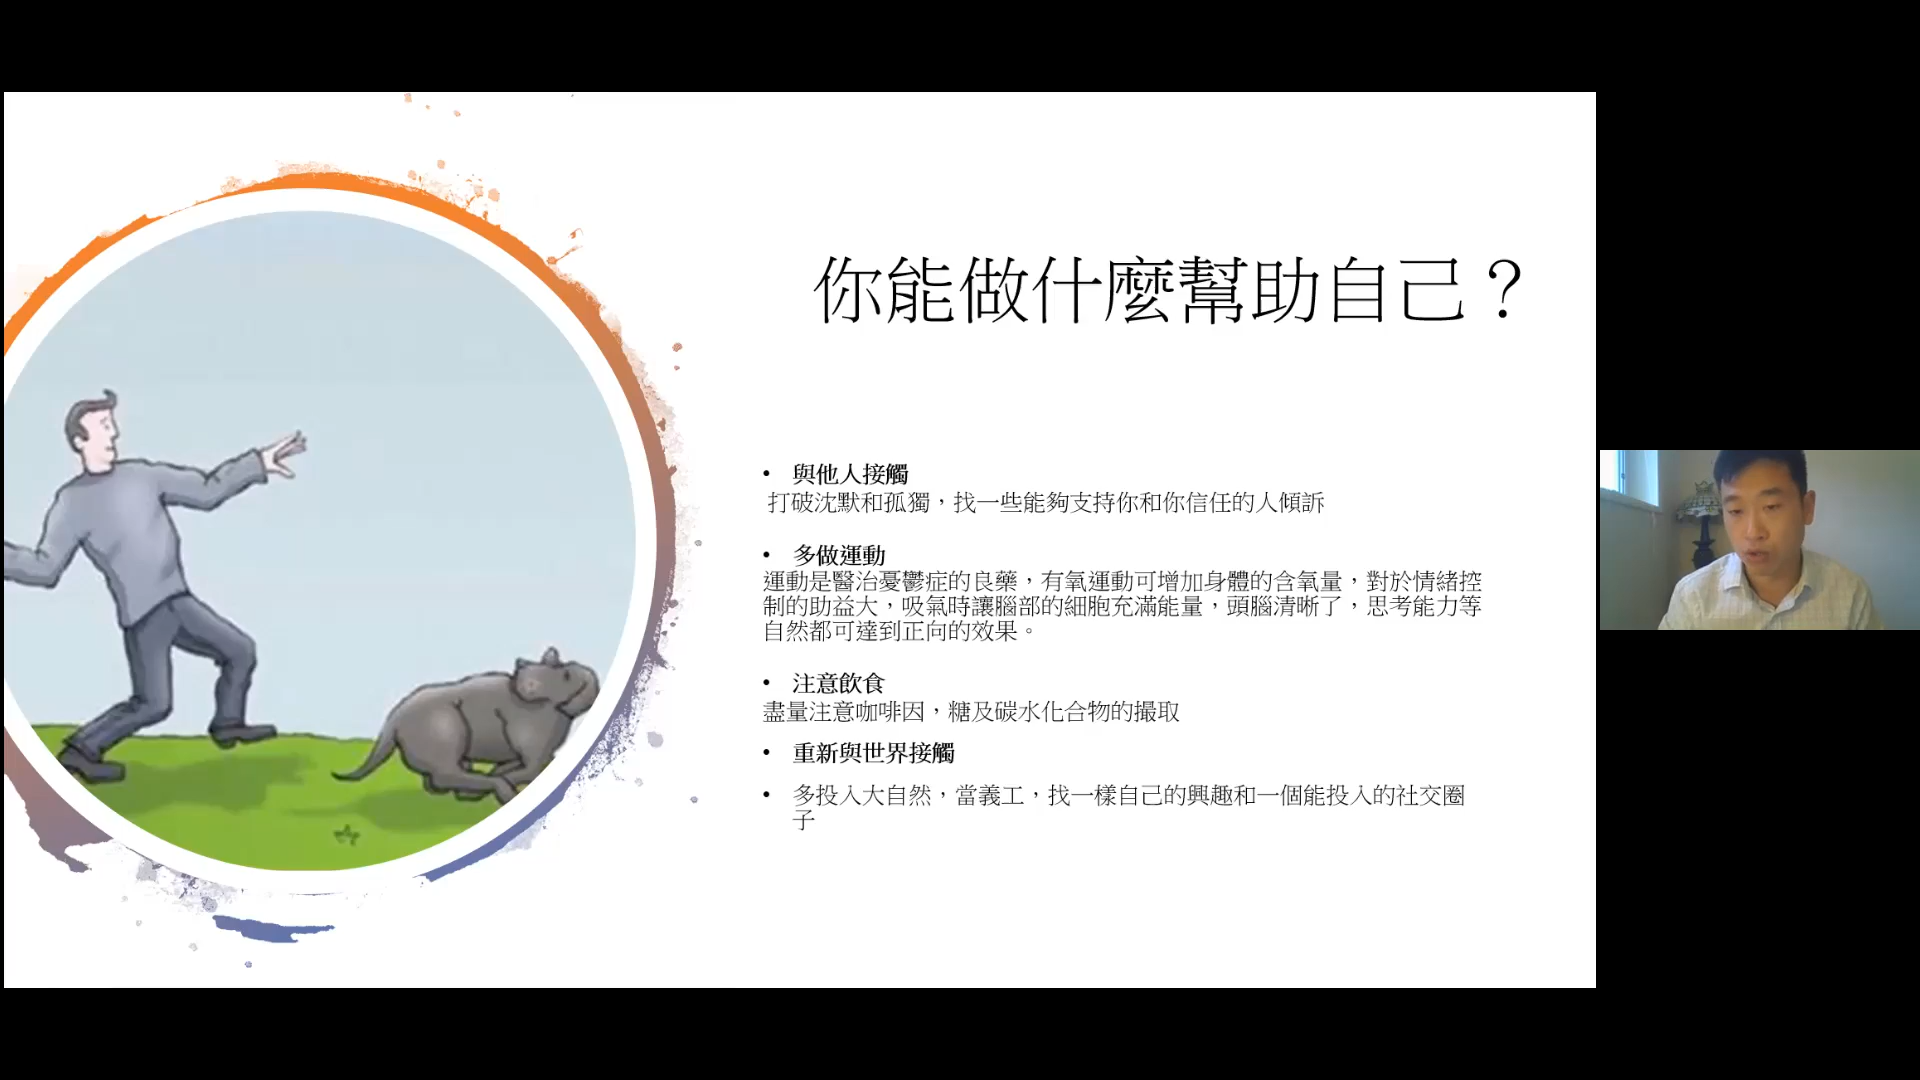 你能做什麼幫助自己？
• 與他人接觸
打破沈默和孤獨，找一些能夠支持你和你信任的人傾訴
• 多做運動
運動是醫治憂鬱症的良藥，有氧運動可增加身體的含氧量，對於情緒控
制的助益大，吸氣時讓腦部的細胞充滿能量，頭腦清晰了，思考能力等
自然都可達到正向的效果。
• 注意飲食
盡量注意咖啡因，糖及碳水化合物的撮取
• 重新與世界接觸
• 多投入大自然，當義工，找一樣自己的興趣和一個能投入的社交圈
子